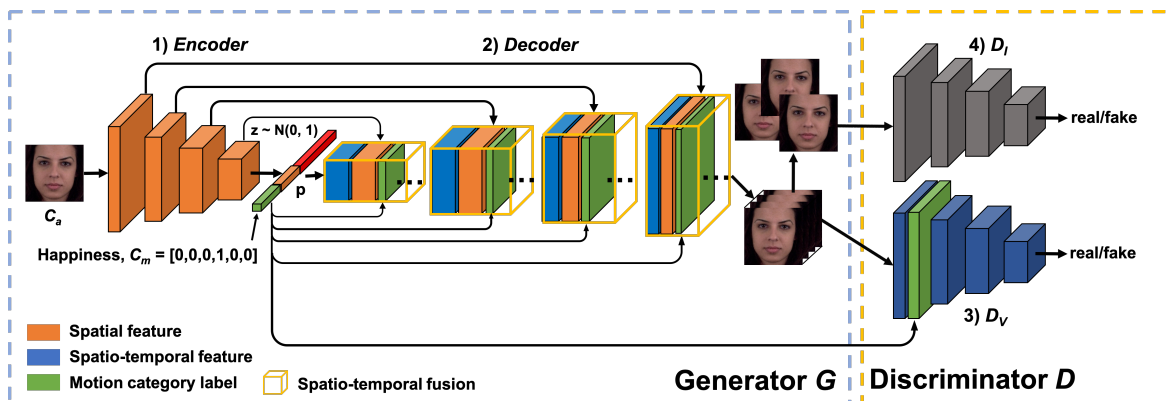 1) Encoder
2) Decoder
4) D_I
z ~ N(0, 1)
real/fake
p
C_a
Happiness, C_m = [0,0,0,1,0,0]
real/fake
3) D_V
Spatial feature
Spatio-temporal feature
Motion category label
Spatio-temporal fusion
Generator G
Discriminator D